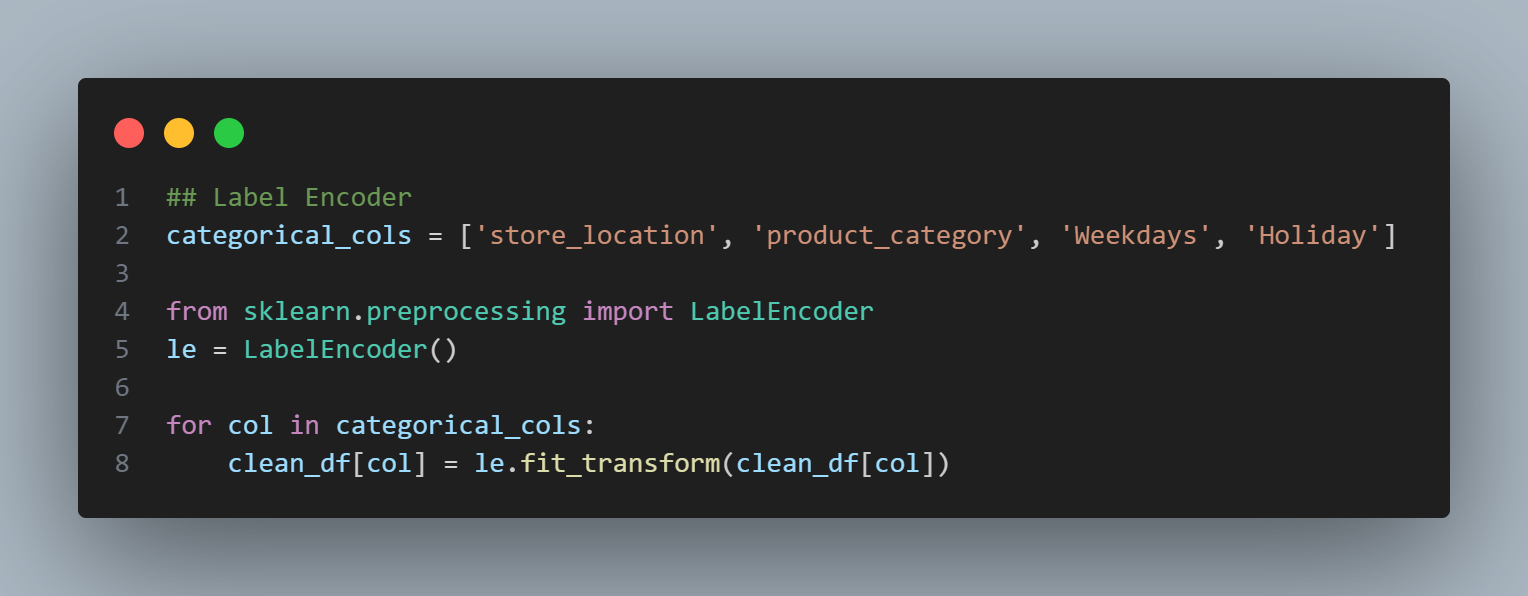 1 ## Label Encoder
2 categorical_cols = ['store_location', 'product_category', 'Weekdays', 'Holiday']
3
4 from sklearn.preprocessing import LabelEncoder
5 le = LabelEncoder()
6
7 for col in categorical_cols:
8     clean_df[col] = le.fit_transform(clean_df[col])